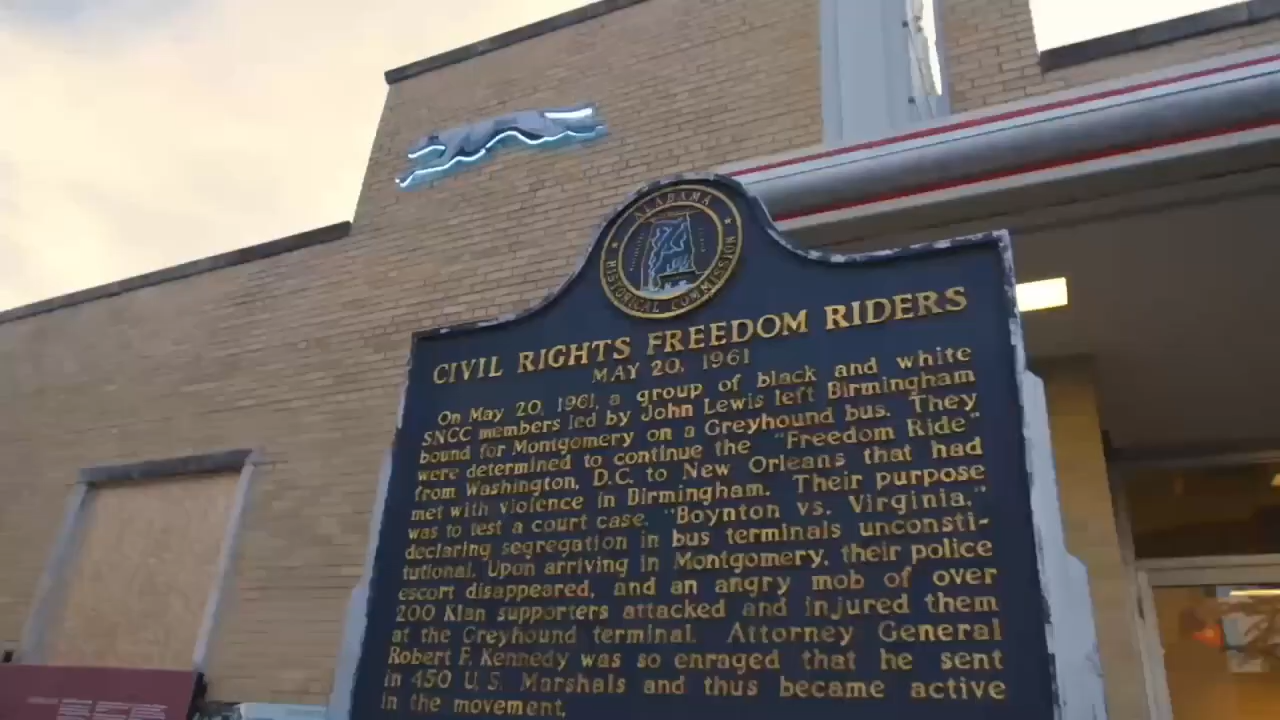 ALABAMA
HISTORICAL COMMISSION
CIVIL RIGHTS FREEDOM RIDERS
MAY 20, 1961
On May 20, 1961, a group of black and white
SNCC members led by John Lewis left Birmingham
bound for Montgomery on a Greyhound bus. They
were determined to continue the "Freedom Ride"
from Washington, D.C. to New Orleans that had
met with violence in Birmingham. Their purpose
was to test a court case, "Boynton vs. Virginia,"
declaring segregation in bus terminals unconsti-
tutional. Upon arriving in Montgomery, their police
escort disappeared, and an angry mob of over
200 Klan supporters attacked and injured them
at the Greyhound terminal. Attorney General
Robert F. Kennedy was so enraged that he sent
in 450 U.S. Marshals and thus became active
in the movement.